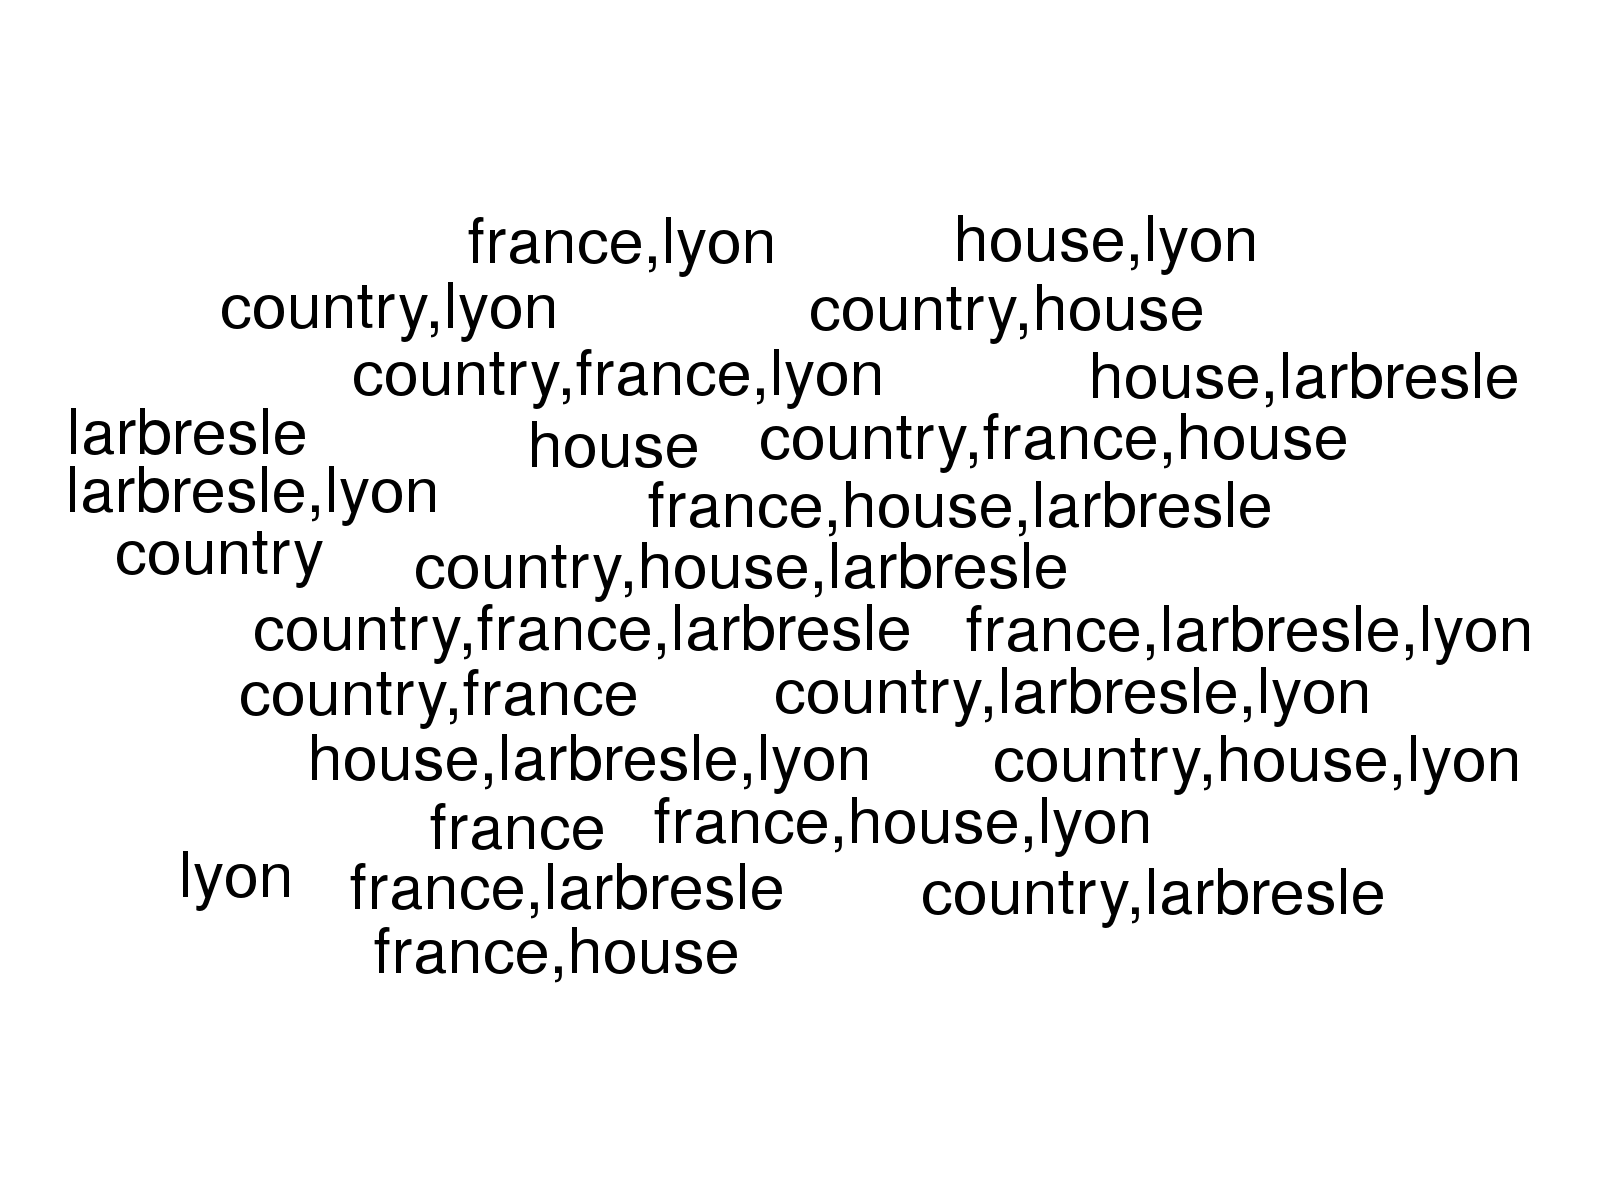 france,lyon house,lyon
country,lyon country,house
country,france,lyon house,larbresle
larbresle house country,france,house
larbresle,lyon france,house,larbresle
country country,house,larbresle
country,france,larbresle france,larbresle,lyon
country,france country,larbresle,lyon
house,larbresle,lyon country,house,lyon
france france,house,lyon
lyon france,larbresle country,larbresle
france,house